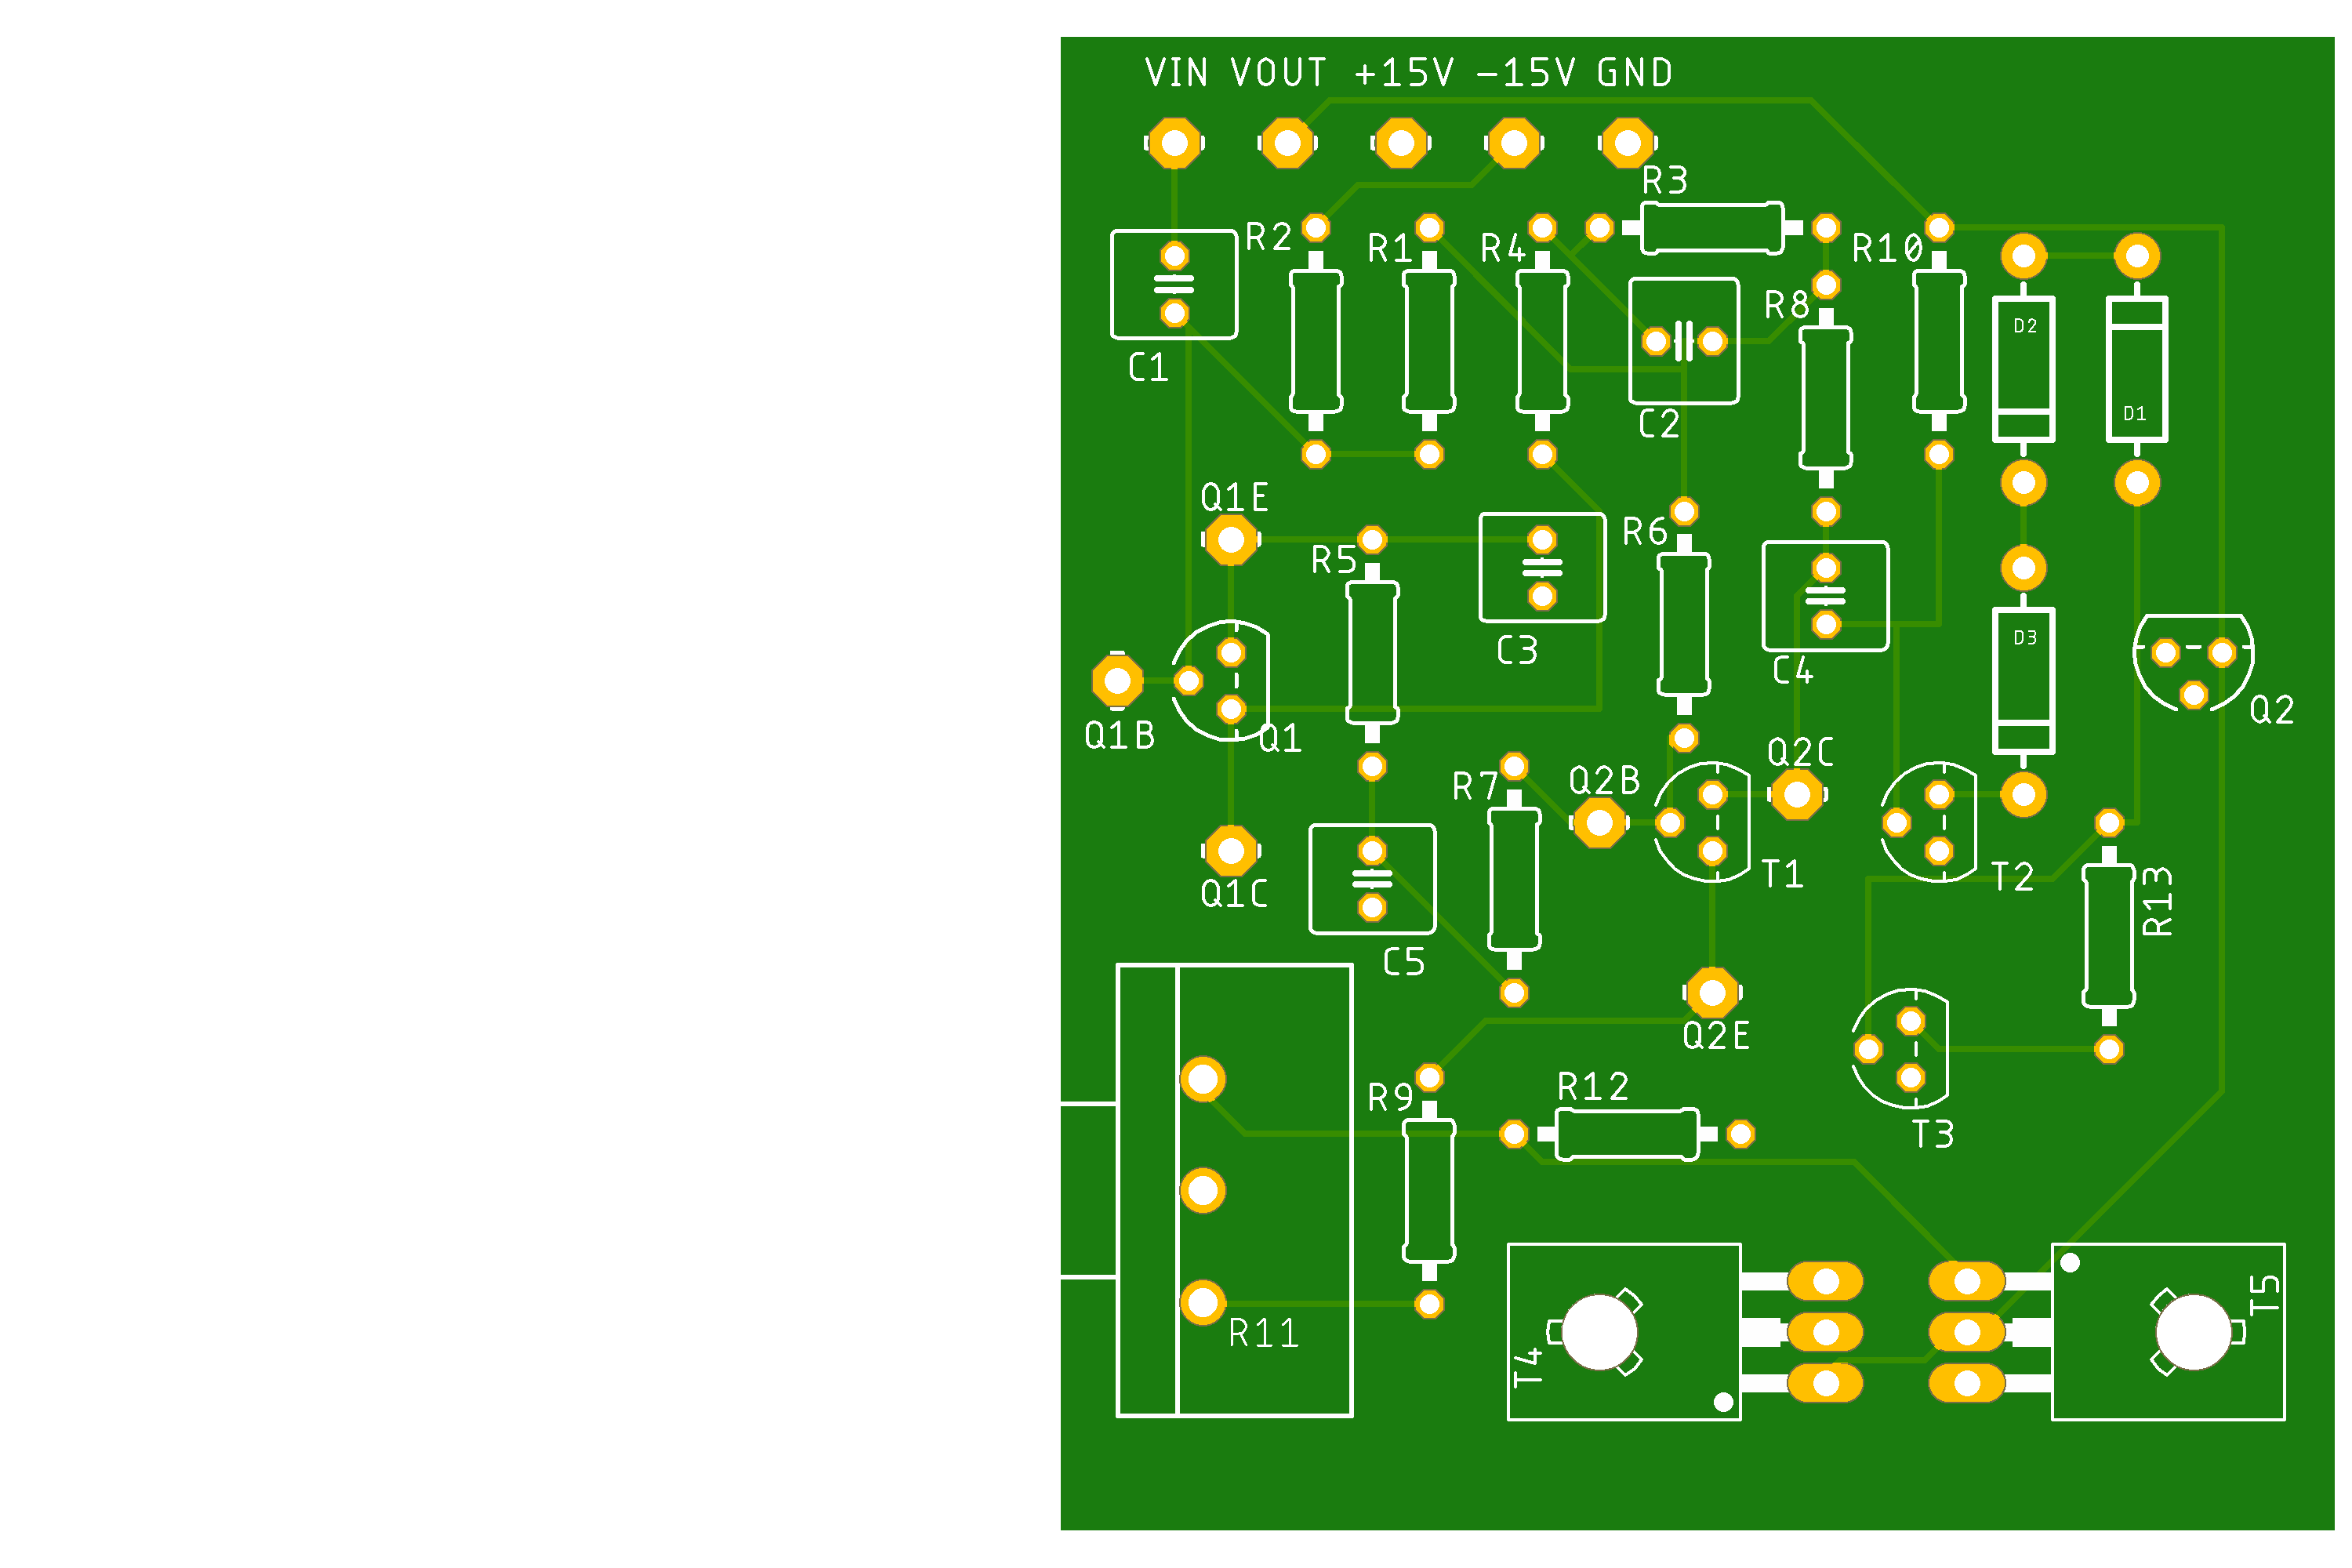 VIN VOUT +15V -15V GND
R3
R2 R1 R4 R10
R8
D2
C1 D1
C2
Q1E
R6
R5
D3
C3
C4
Q2
Q1B Q1 Q2C
R7 Q2B
T1 T2
Q1C R13
C5
Q2E
R9 R12
T3
T5
R11
T4